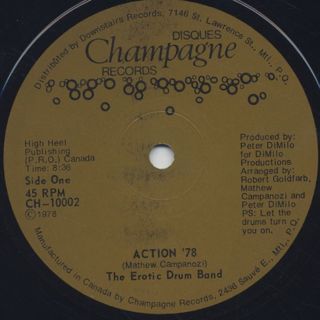 Distributed by Downstairs Records, 7146 St. Lawrence St., Mtl., P.Q.
DISQUES
Champagne
RECORDS
High Heel
Publishing
(P.R.O.) Canada
Time: 8:36
Side One
45 RPM
CH-10002
© 1978
Produced by:
Peter DiMilo
for DiMilo
Productions
Arranged by:
Robert Goldfarb,
Mathew
Campanozi and
Peter DiMilo
PS: Let the
drums turn
you on.
ACTION '78
(Mathew. Campanozi)
The Erotic Drum Band
Manufactured in Canada by Champagne Records, 2436 Sauvé E., Mtl., P.Q.